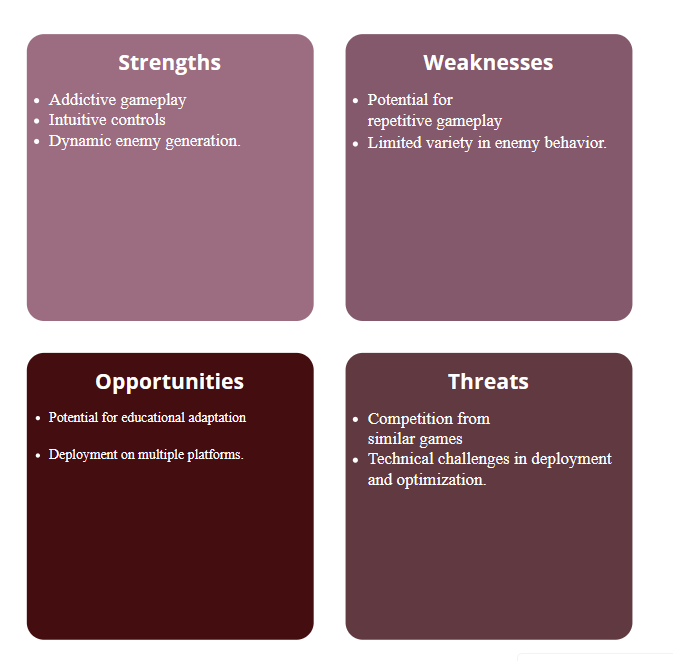 Strengths
• Addictive gameplay
• Intuitive controls
• Dynamic enemy generation.
Weaknesses
• Potential for
repetitive gameplay
• Limited variety in enemy behavior.
Opportunities
• Potential for educational adaptation
• Deployment on multiple platforms.
Threats
• Competition from
similar games
• Technical challenges in deployment
and optimization.